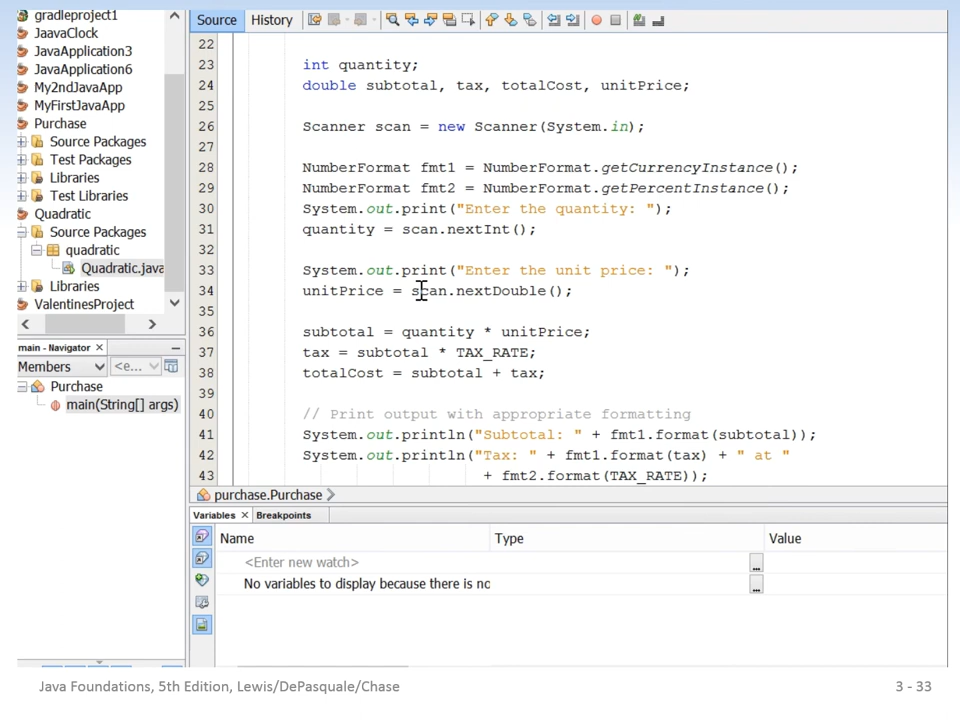 gradleproject1
JaavaClock
JavaApplication3
JavaApplication6
My2ndJavaApp
MyFirstJavaApp
Purchase
Source Packages
Test Packages
Libraries
Test Libraries
Quadratic
Source Packages
quadratic
Quadratic.java
Libraries
ValentinesProject
main - Navigator
Members
<e...
Purchase
main(String[] args)
Source History
22
23 int quantity;
24 double subtotal, tax, totalCost, unitPrice;
25
26 Scanner scan = new Scanner(System.in);
27
28 NumberFormat fmt1 = NumberFormat.getCurrencyInstance();
29 NumberFormat fmt2 = NumberFormat.getPercentInstance();
30 System.out.print("Enter the quantity: ");
31 quantity = scan.nextInt();
32
33 System.out.print("Enter the unit price: ");
34 unitPrice = scan.nextDouble();
35
36 subtotal = quantity * unitPrice;
37 tax = subtotal * TAX_RATE;
38 totalCost = subtotal + tax;
39
40 // Print output with appropriate formatting
41 System.out.println("Subtotal: " + fmt1.format(subtotal));
42 System.out.println("Tax: " + fmt1.format(tax) + " at "
43 + fmt2.format(TAX_RATE));
purchase.Purchase
Variables Breakpoints
Name Type Value
<Enter new watch> ...
No variables to display because there is no ...
Java Foundations, 5th Edition, Lewis/DePasquale/Chase 3 - 33